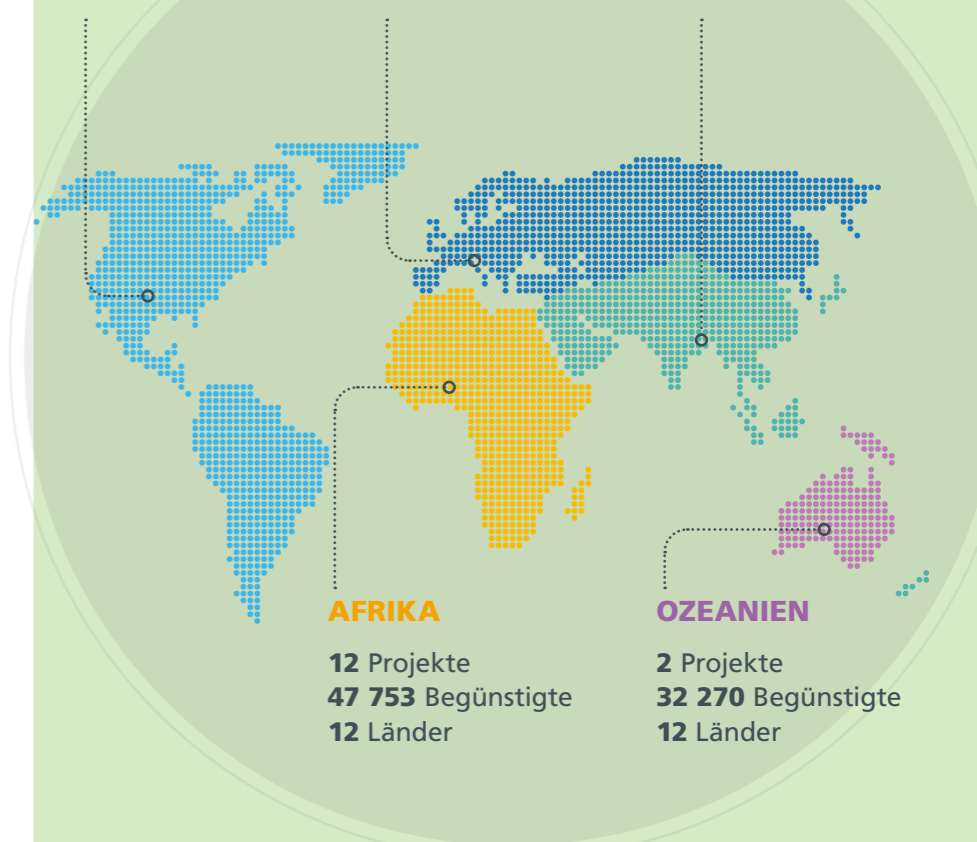 AFRIKA
12 Projekte
47 753 Begünstigte
12 Länder
OZEANIEN
2 Projekte
32 270 Begünstigte
12 Länder